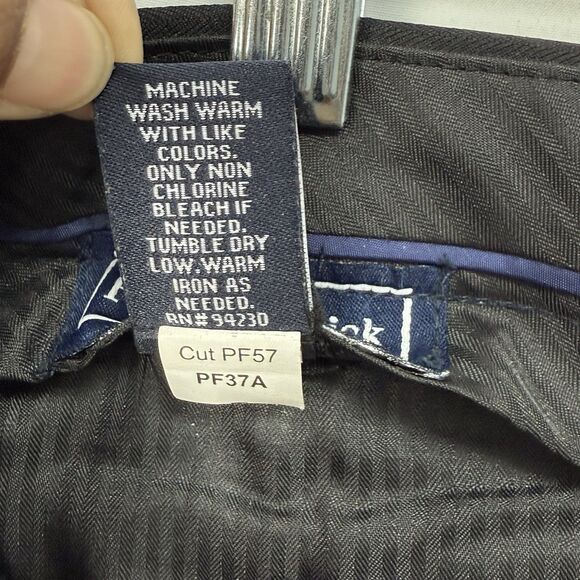 MACHINE
WASH WARM
WITH LIKE
COLORS.
ONLY NON
CHLORINE
BLEACH IF
NEEDED.
TUMBLE DRY
LOW.WARM
IRON AS
NEEDED.
RN# 94230
Cut PF57
PF37A